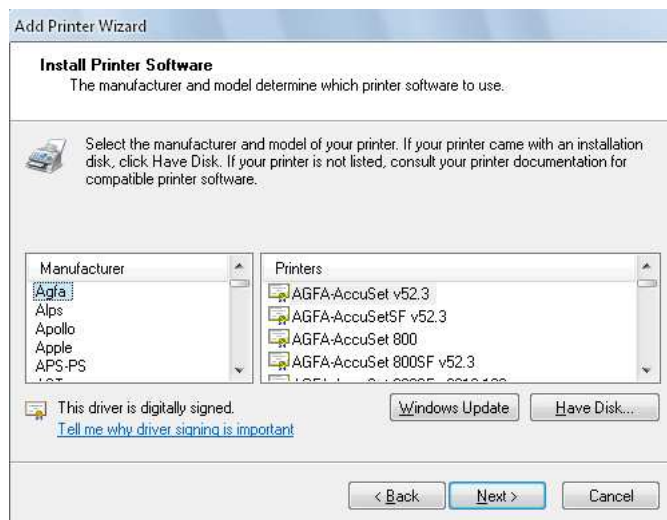 Add Printer Wizard
Install Printer Software
The manufacturer and model determine which printer software to use.
Select the manufacturer and model of your printer. If your printer came with an installation
disk, click Have Disk. If your printer is not listed, consult your printer documentation for
compatible printer software.
Manufacturer
Agfa
Alps
Apollo
Apple
APS-PS
Printers
AGFA-AccuSet v52.3
AGFA-AccuSetSF v52.3
AGFA-AccuSet 800
AGFA-AccuSet 800SF v52.3
This driver is digitally signed.
Tell me why driver signing is important
Windows Update
Have Disk...
< Back
Next >
Cancel